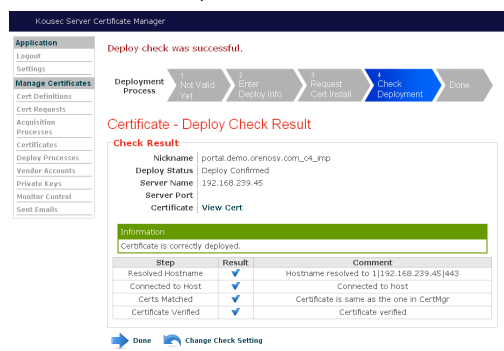 Kousec Server Certificate Manager
Application
Logout
Settings
Manage Certificates
Cert Definitions
Cert Requests
Acquisition
Processes
Certificates
Deploy Processes
Vendor Accounts
Private Keys
Monitor Control
Sent Emails
Deploy check was successful.
Deployment
Process
1
Not Valid
Yet
2
Enter
Deploy Info
3
Request
Cert Install
4
Check
Deployment
Done
Certificate - Deploy Check Result
Check Result
Nickname portal.demo.orenosv.com_c4_imp
Deploy Status Deploy Confirmed
Server Name 192.168.239.45
Server Port
Certificate View Cert
Information
Certificate is correctly deployed.
Step Result Comment
Resolved Hostname Hostname resolved to 1|192.168.239.45|443
Connected to Host Connected to host
Certs Matched Certificate is same as the one in CertMgr
Certificate Verified Certificate verified
Done Change Check Setting